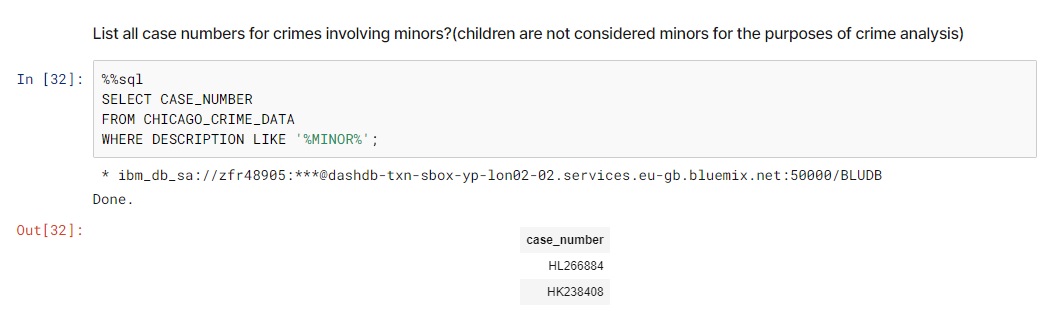 List all case numbers for crimes involving minors?(children are not considered minors for the purposes of crime analysis)
In [32]: %%sql
SELECT CASE_NUMBER
FROM CHICAGO_CRIME_DATA
WHERE DESCRIPTION LIKE '%MINOR%';
* ibm_db_sa://zfr48905:***@dashdb-txn-sbox-yp-lon02-02.services.eu-gb.bluemix.net:50000/BLUDB
Done.
Out[32]:
case_number
HL266884
HK238408